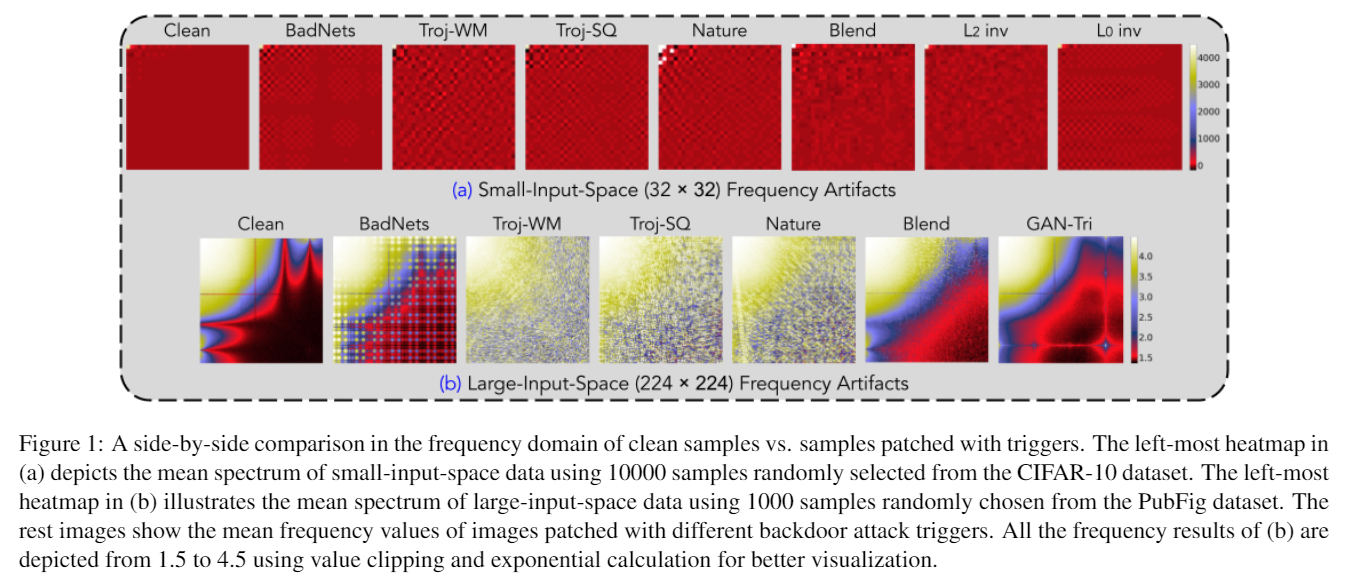 Clean BadNets Troj-WM Troj-SQ Nature Blend L2 inv L0 inv
4000
3000
2000
1000
0
(a) Small-Input-Space (32 × 32) Frequency Artifacts
Clean BadNets Troj-WM Troj-SQ Nature Blend GAN-Tri
4.0
3.5
3.0
2.5
2.0
1.5
(b) Large-Input-Space (224 × 224) Frequency Artifacts
Figure 1: A side-by-side comparison in the frequency domain of clean samples vs. samples patched with triggers. The left-most heatmap in
(a) depicts the mean spectrum of small-input-space data using 10000 samples randomly selected from the CIFAR-10 dataset. The left-most
heatmap in (b) illustrates the mean spectrum of large-input-space data using 1000 samples randomly chosen from the PubFig dataset. The
rest images show the mean frequency values of images patched with different backdoor attack triggers. All the frequency results of (b) are
depicted from 1.5 to 4.5 using value clipping and exponential calculation for better visualization.